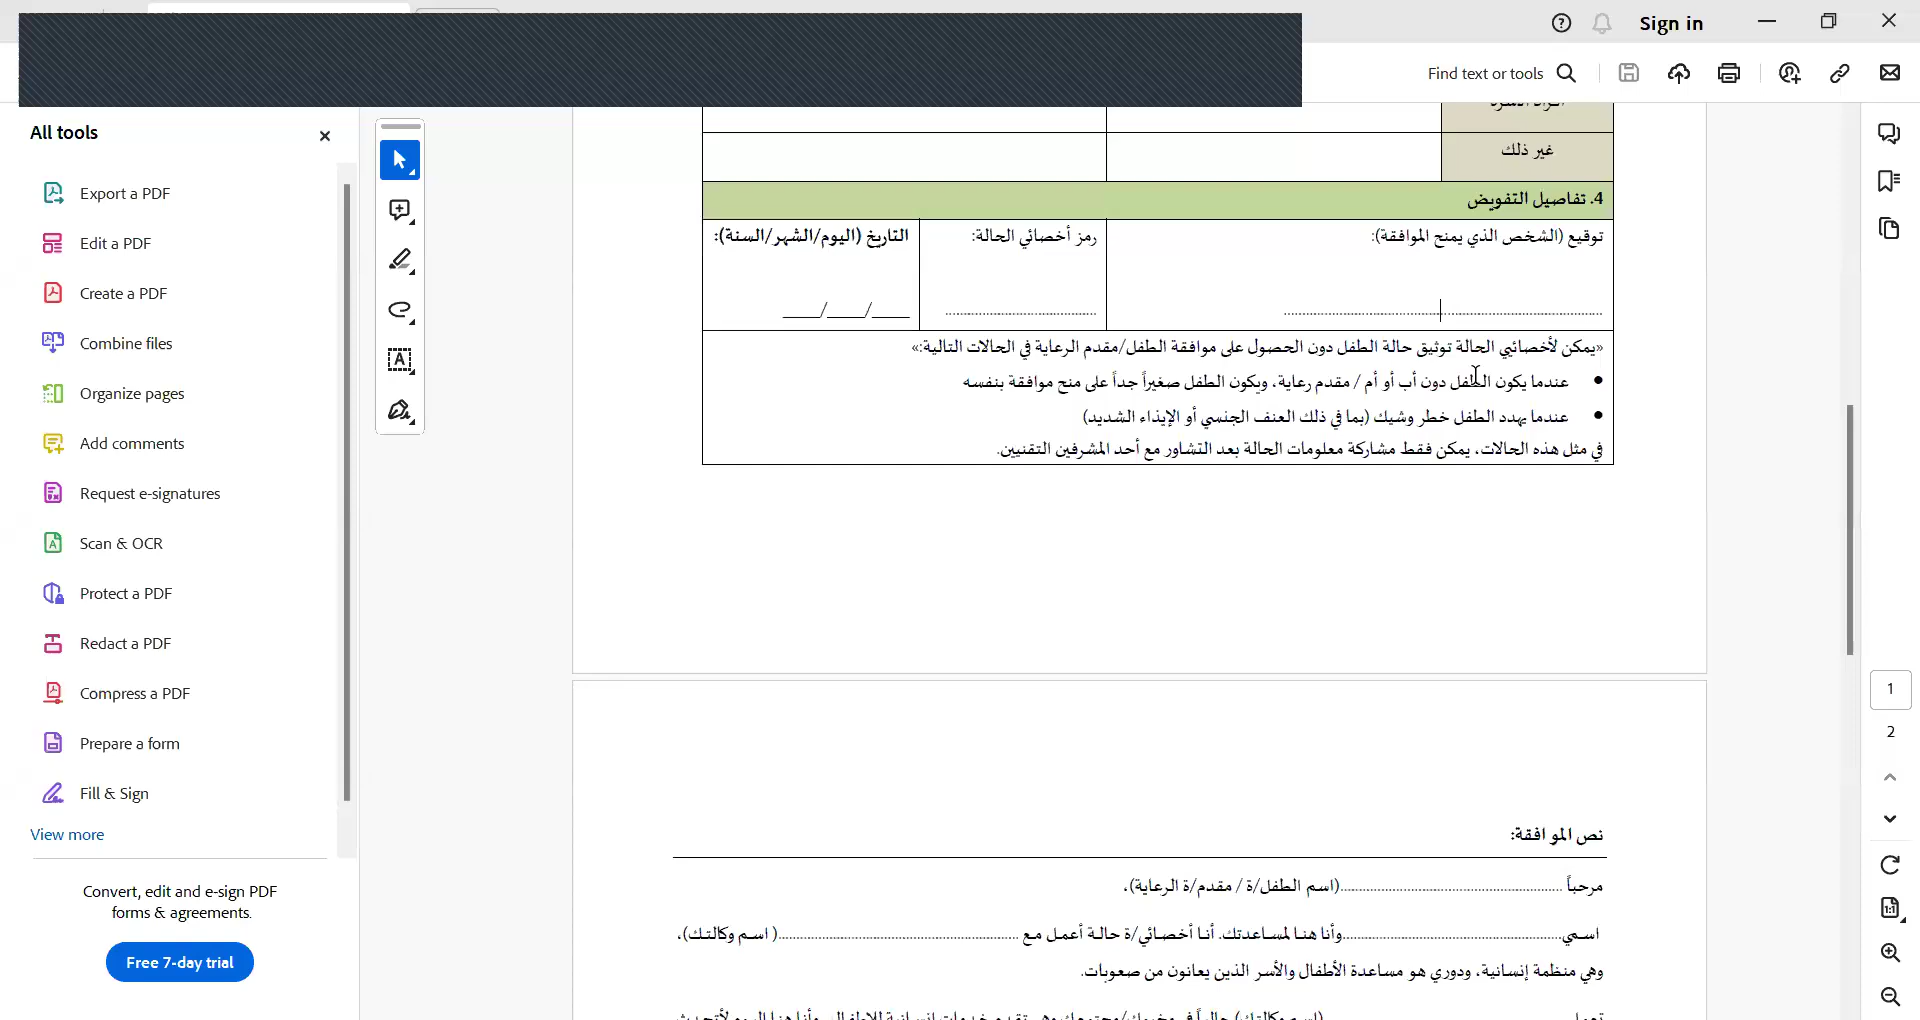 Sign in
Find text or tools
All tools
Export a PDF
Edit a PDF
Create a PDF
Combine files
Organize pages
Add comments
Request e-signatures
Scan & OCR
Protect a PDF
Redact a PDF
Compress a PDF
Prepare a form
Fill & Sign
View more
Convert, edit and e-sign PDF
forms & agreements.
Free 7-day trial
غير ذلك
4. تفاصيل التفويض
توقيع (الشخص الذي يمنح الموافقة):
رمز أخصائي الحالة:
التاريخ (اليوم/الشهر/السنة):
____/____/____
«يمكن لأخصائيي الحالة توثيق حالة الطفل دون الحصول على موافقة الطفل/مقدم الرعاية في الحالات التالية:»
● عندما يكون الطفل دون أب أو أم / مقدم رعاية، ويكون الطفل صغيراً جداً على منح موافقة بنفسه
● عندما يهدد الطفل خطر وشيك (بما في ذلك العنف الجنسي أو الإيذاء الشديد)
في مثل هذه الحالات، يمكن فقط مشاركة معلومات الحالة بعد التشاور مع أحد المشرفين التقنيين.
نص الموافقة:
مرحباً ........................(اسم الطفل/ة / مقدم/ة الرعاية)،
اسمي........................وأنا هنا لمساعدتك. أنا أخصائي/ة حالة أعمل مع ........................( اسم وكالتك)،
وهي منظمة إنسانية، ودوري هو مساعدة الأطفال والأسر الذين يعانون من صعوبات.
1
2